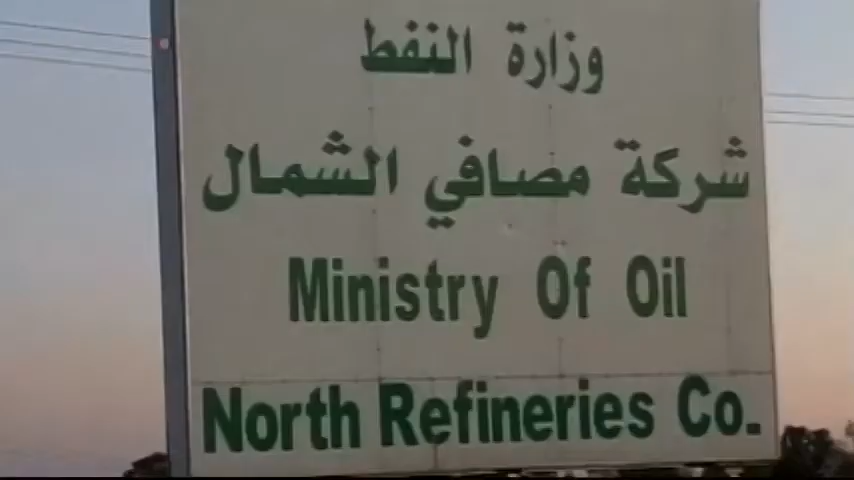 وزارة النفط
شركة مصافي الشمال
Ministry Of Oil
North Refineries Co.